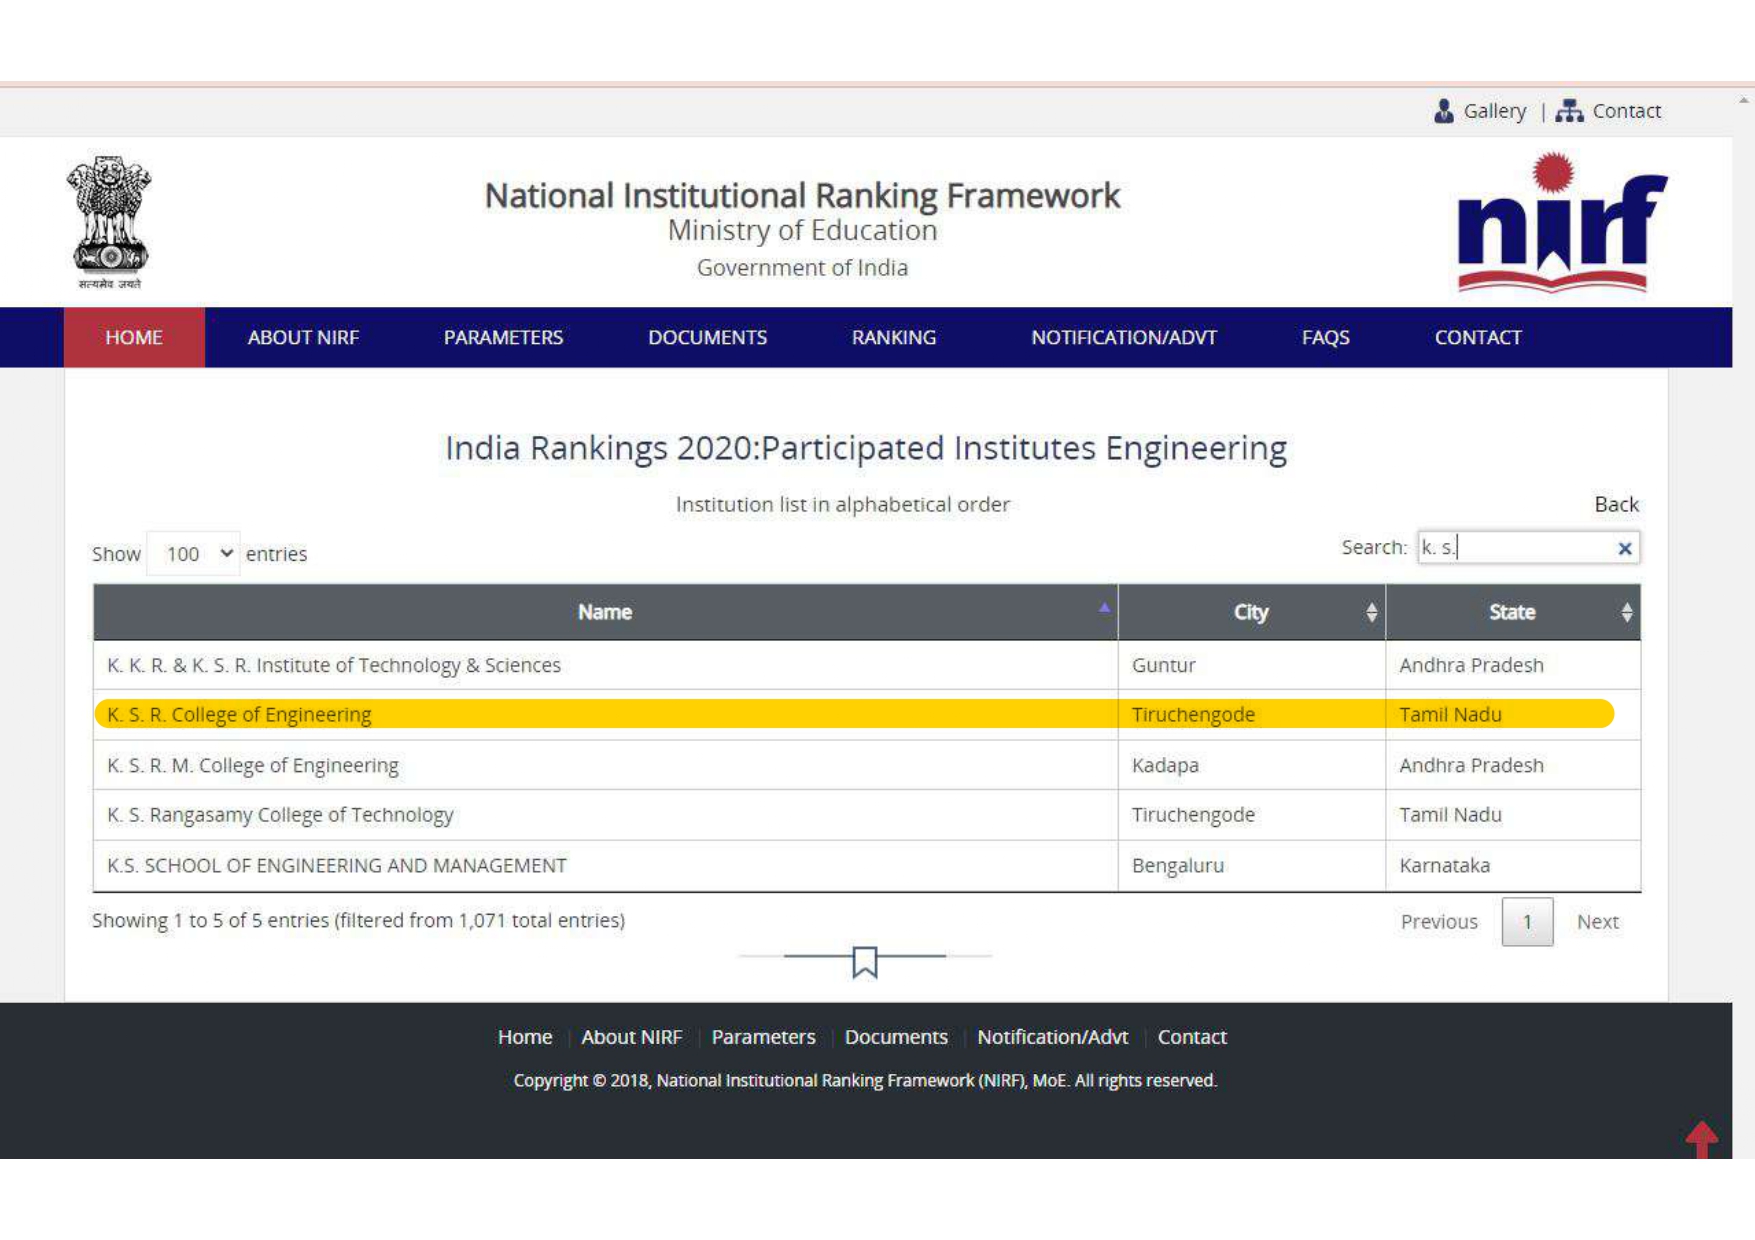 Gallery | Contact
सत्यमेव जयते
National Institutional Ranking Framework
Ministry of Education
Government of India
nirf
HOME ABOUT NIRF PARAMETERS DOCUMENTS RANKING NOTIFICATION/ADVT FAQS CONTACT
India Rankings 2020:Participated Institutes Engineering
Institution list in alphabetical order Back
Show 100 entries Search: k. s.
Name City State
K. K. R. & K. S. R. Institute of Technology & Sciences Guntur Andhra Pradesh
K. S. R. College of Engineering Tiruchengode Tamil Nadu
K. S. R. M. College of Engineering Kadapa Andhra Pradesh
K. S. Rangasamy College of Technology Tiruchengode Tamil Nadu
K.S. SCHOOL OF ENGINEERING AND MANAGEMENT Bengaluru Karnataka
Showing 1 to 5 of 5 entries (filtered from 1,071 total entries) Previous 1 Next
Home About NIRF Parameters Documents Notification/Advt Contact
Copyright © 2018, National Institutional Ranking Framework (NIRF), MoE. All rights reserved.